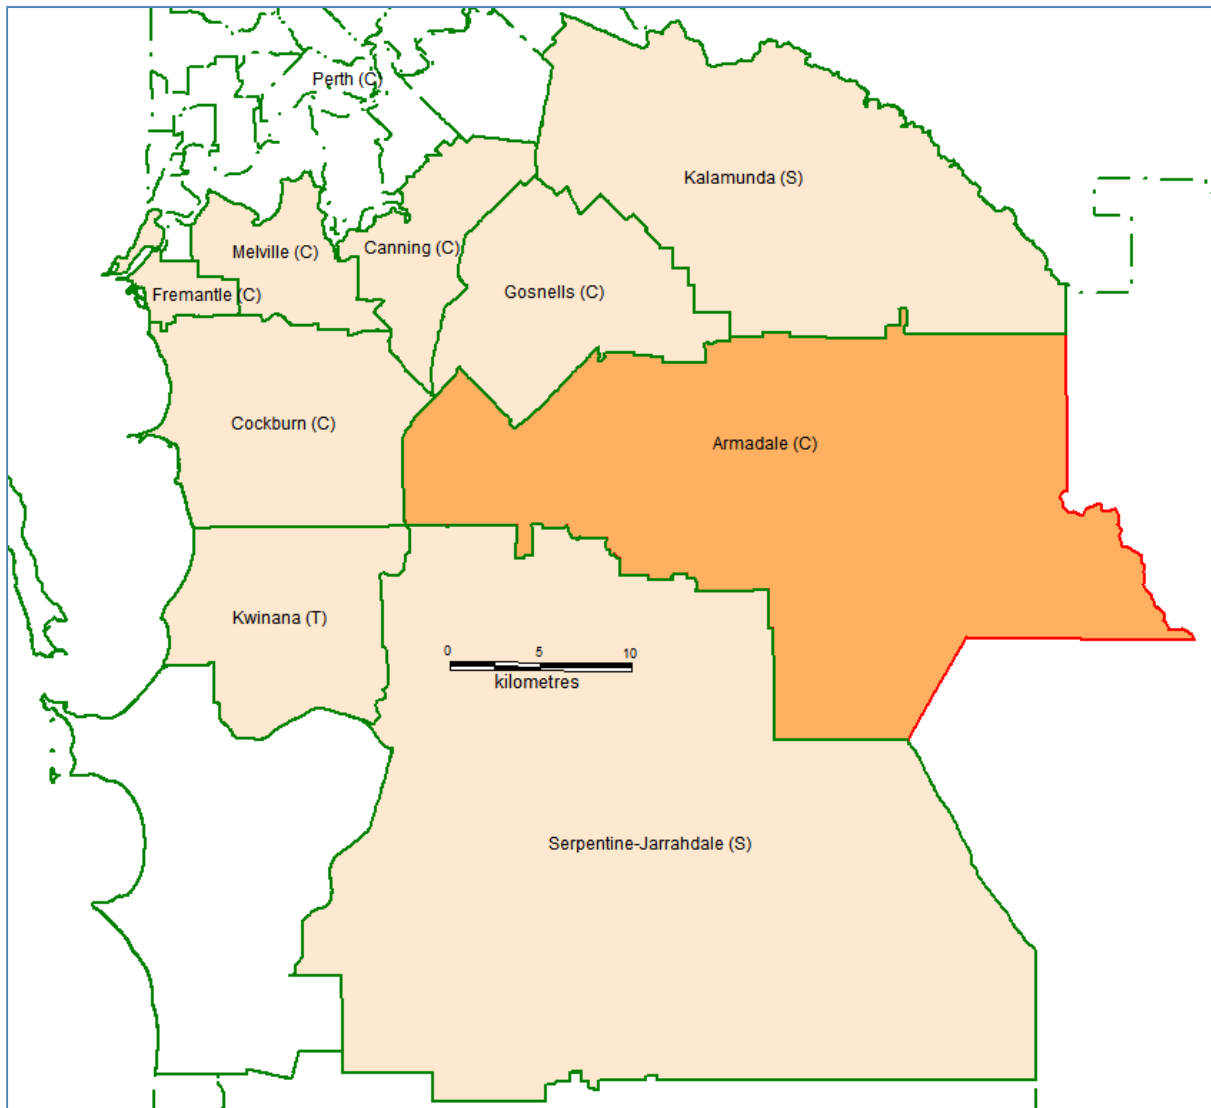 Perth (C)
Kalamunda (S)
Melville (C)
Canning (C)
Fremantle (C)
Gosnells (C)
Cockburn (C)
Armadale (C)
Kwinana (T)
0 5 10
kilometres
Serpentine-Jarrahdale (S)